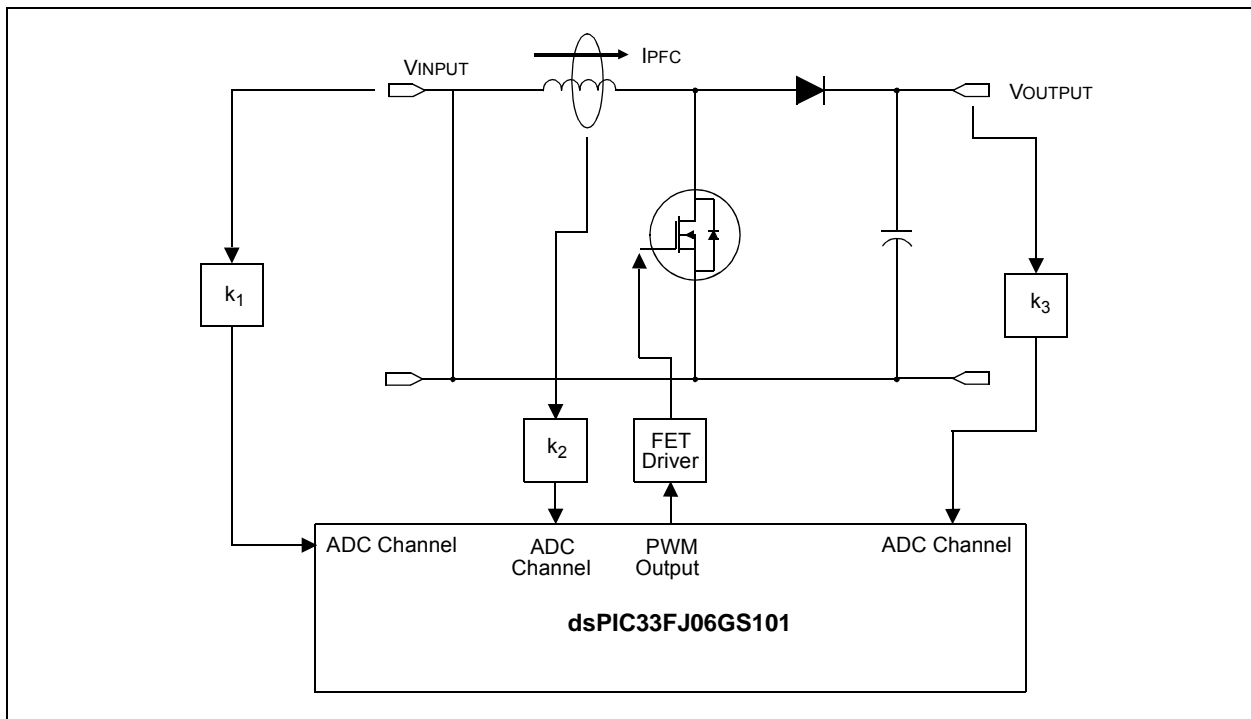 IPFC
VINPUT
VOUTPUT
k1
k3
k2
FET
Driver
ADC Channel
ADC
Channel
PWM
Output
ADC Channel
dsPIC33FJ06GS101